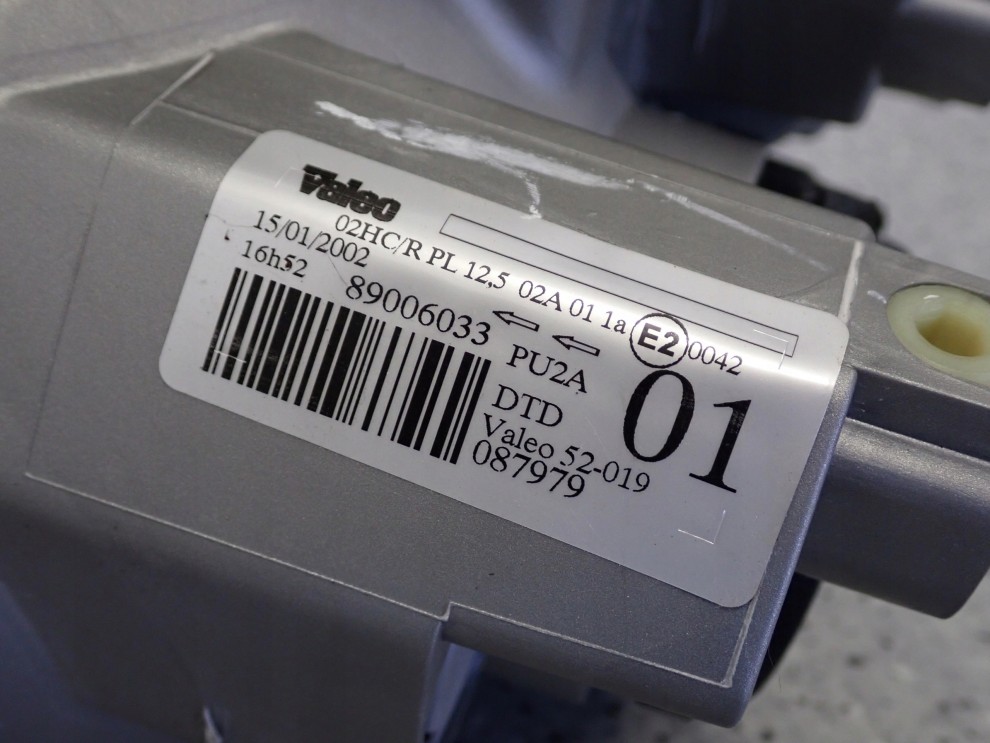 Valeo
02HC/R PL 12,5 02A 01 1a E2 0042
15/01/2002
16h52
89006033
PU2A
01
DTD
Valeo 52-019
087979